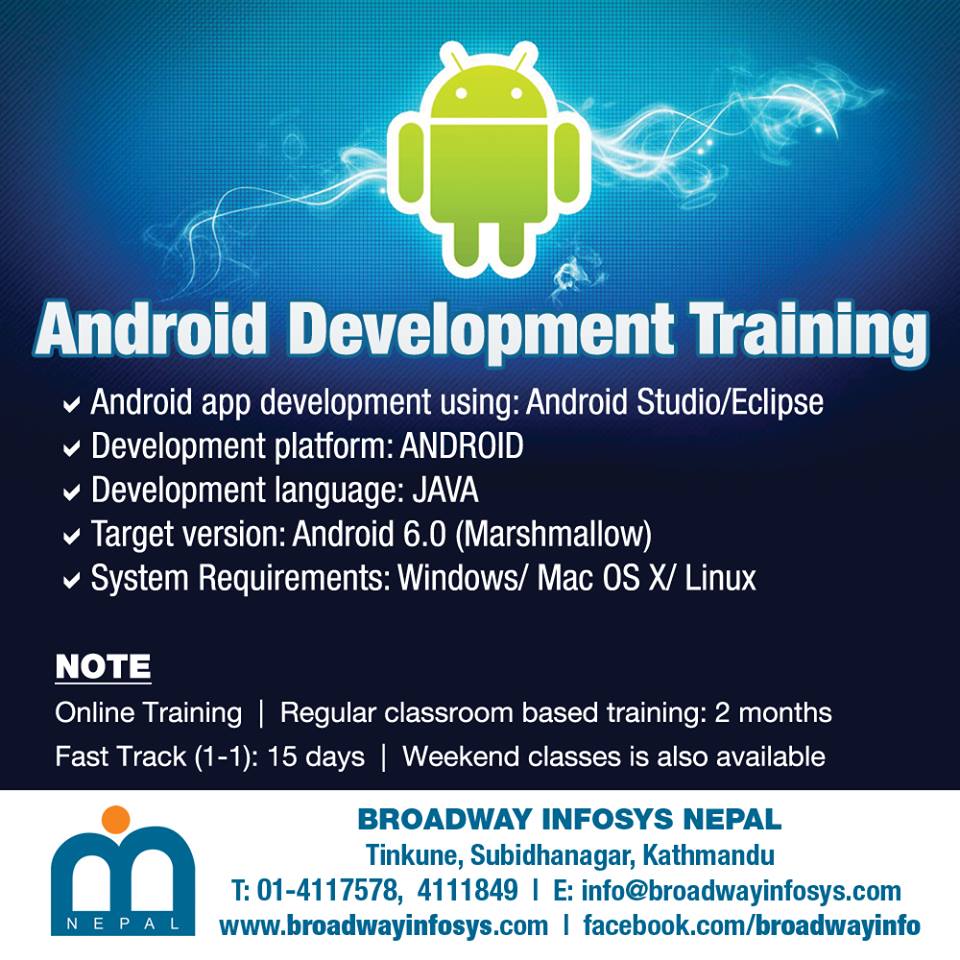 Android Development Training
Android app development using: Android Studio/Eclipse
Development platform: ANDROID
Development language: JAVA
Target version: Android 6.0 (Marshmallow)
System Requirements: Windows/ Mac OS X/ Linux
NOTE
Online Training | Regular classroom based training: 2 months
Fast Track (1-1): 15 days | Weekend classes is also available
NEPAL
BROADWAY INFOSYS NEPAL
Tinkune, Subidhanagar, Kathmandu
T: 01-4117578, 4111849 | E: info@broadwayinfosys.com
www.broadwayinfosys.com | facebook.com/broadwayinfo